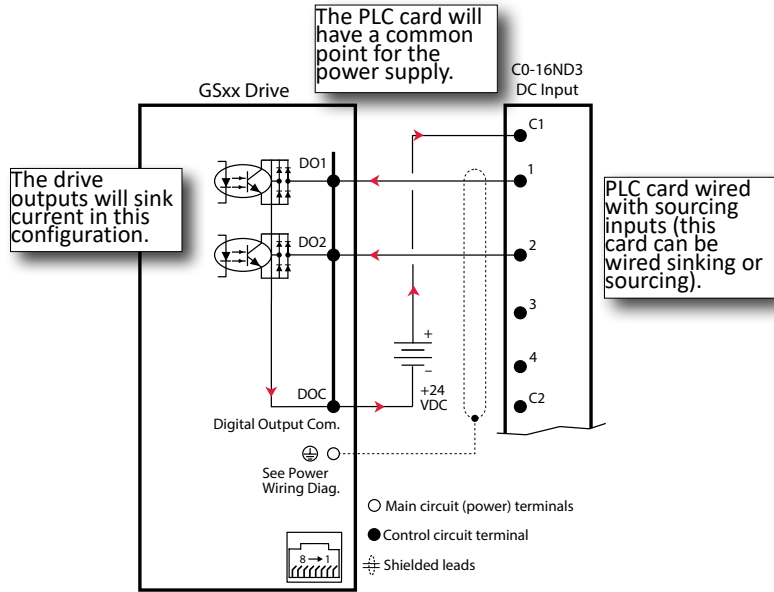 The PLC card will
have a common
point for the
power supply.
C0-16ND3
DC Input
GSxx Drive
C1
DO1
1
The drive
outputs will sink
current in this
configuration.
PLC card wired
with sourcing
inputs (this
card can be
wired sinking or
sourcing).
DO2
2
3
+
4
–
+24
VDC
DOC
C2
Digital Output Com.
See Power
Wiring Diag.
Main circuit (power) terminals
Control circuit terminal
8→1
Shielded leads